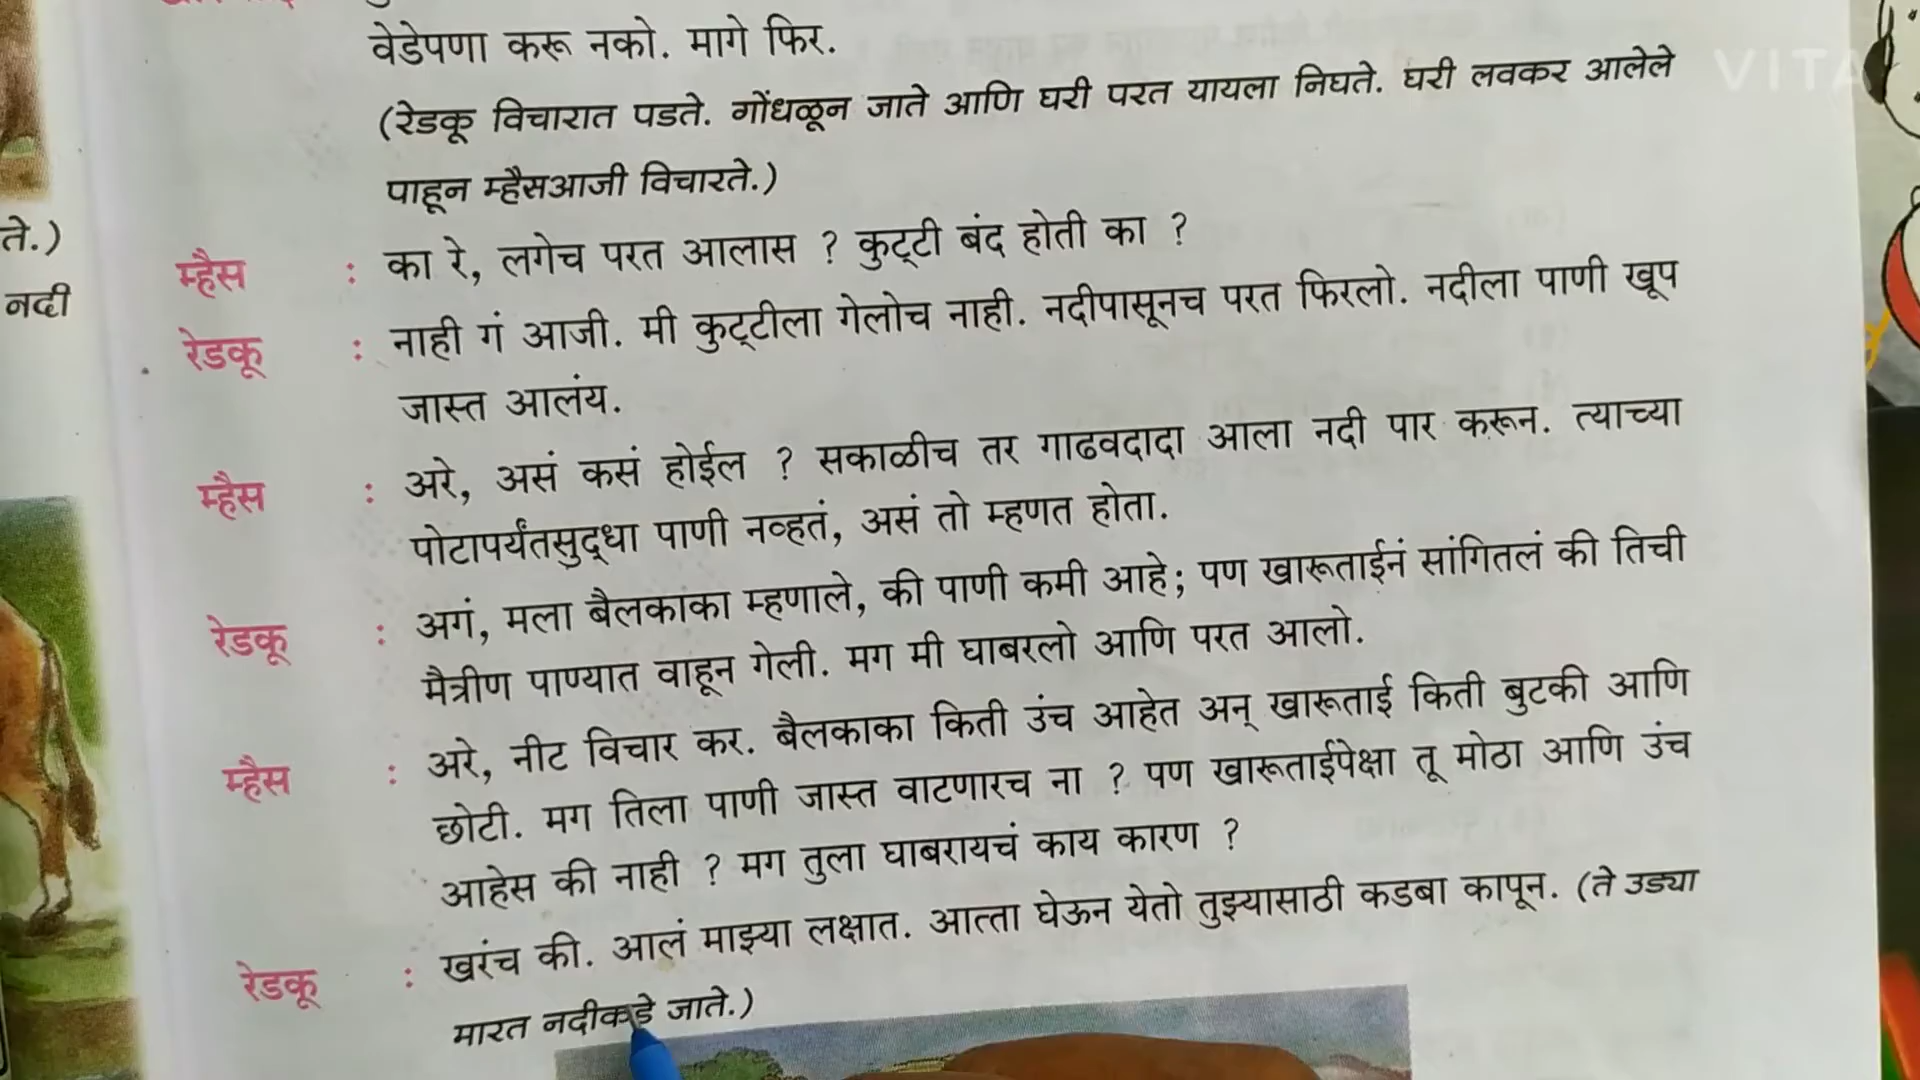 वेडेपणा करू नको. मागे फिर.
(रेडकू विचारात पडते. गोंधळून जाते आणि घरी परत यायला निघते. घरी लवकर आलेले
पाहून म्हैसआजी विचारते.)
ते.)
नदी
म्हैस : का रे, लगेच परत आलास ? कुट्टी बंद होती का ?
रेडकू : नाही गं आजी. मी कुट्टीला गेलोच नाही. नदीपासूनच परत फिरलो. नदीला पाणी खूप
जास्त आलंय.
म्हैस : अरे, असं कसं होईल ? सकाळीच तर गाढवदादा आला नदी पार करून. त्याच्या
पोटापर्यंतसुद्धा पाणी नव्हतं, असं तो म्हणत होता.
रेडकू : अगं, मला बैलकाका म्हणाले, की पाणी कमी आहे; पण खारूताईनं सांगितलं की तिची
मैत्रीण पाण्यात वाहून गेली. मग मी घाबरलो आणि परत आलो.
म्हैस : अरे, नीट विचार कर. बैलकाका किती उंच आहेत अन् खारूताई किती बुटकी आणि
छोटी. मग तिला पाणी जास्त वाटणारच ना ? पण खारूताईपेक्षा तू मोठा आणि उंच
आहेस की नाही ? मग तुला घाबरायचं काय कारण ?
रेडकू : खरंच की. आलं माझ्या लक्षात. आत्ता घेऊन येतो तुझ्यासाठी कडबा कापून. (ते उड्या
मारत नदीकडे जाते.)
VITA